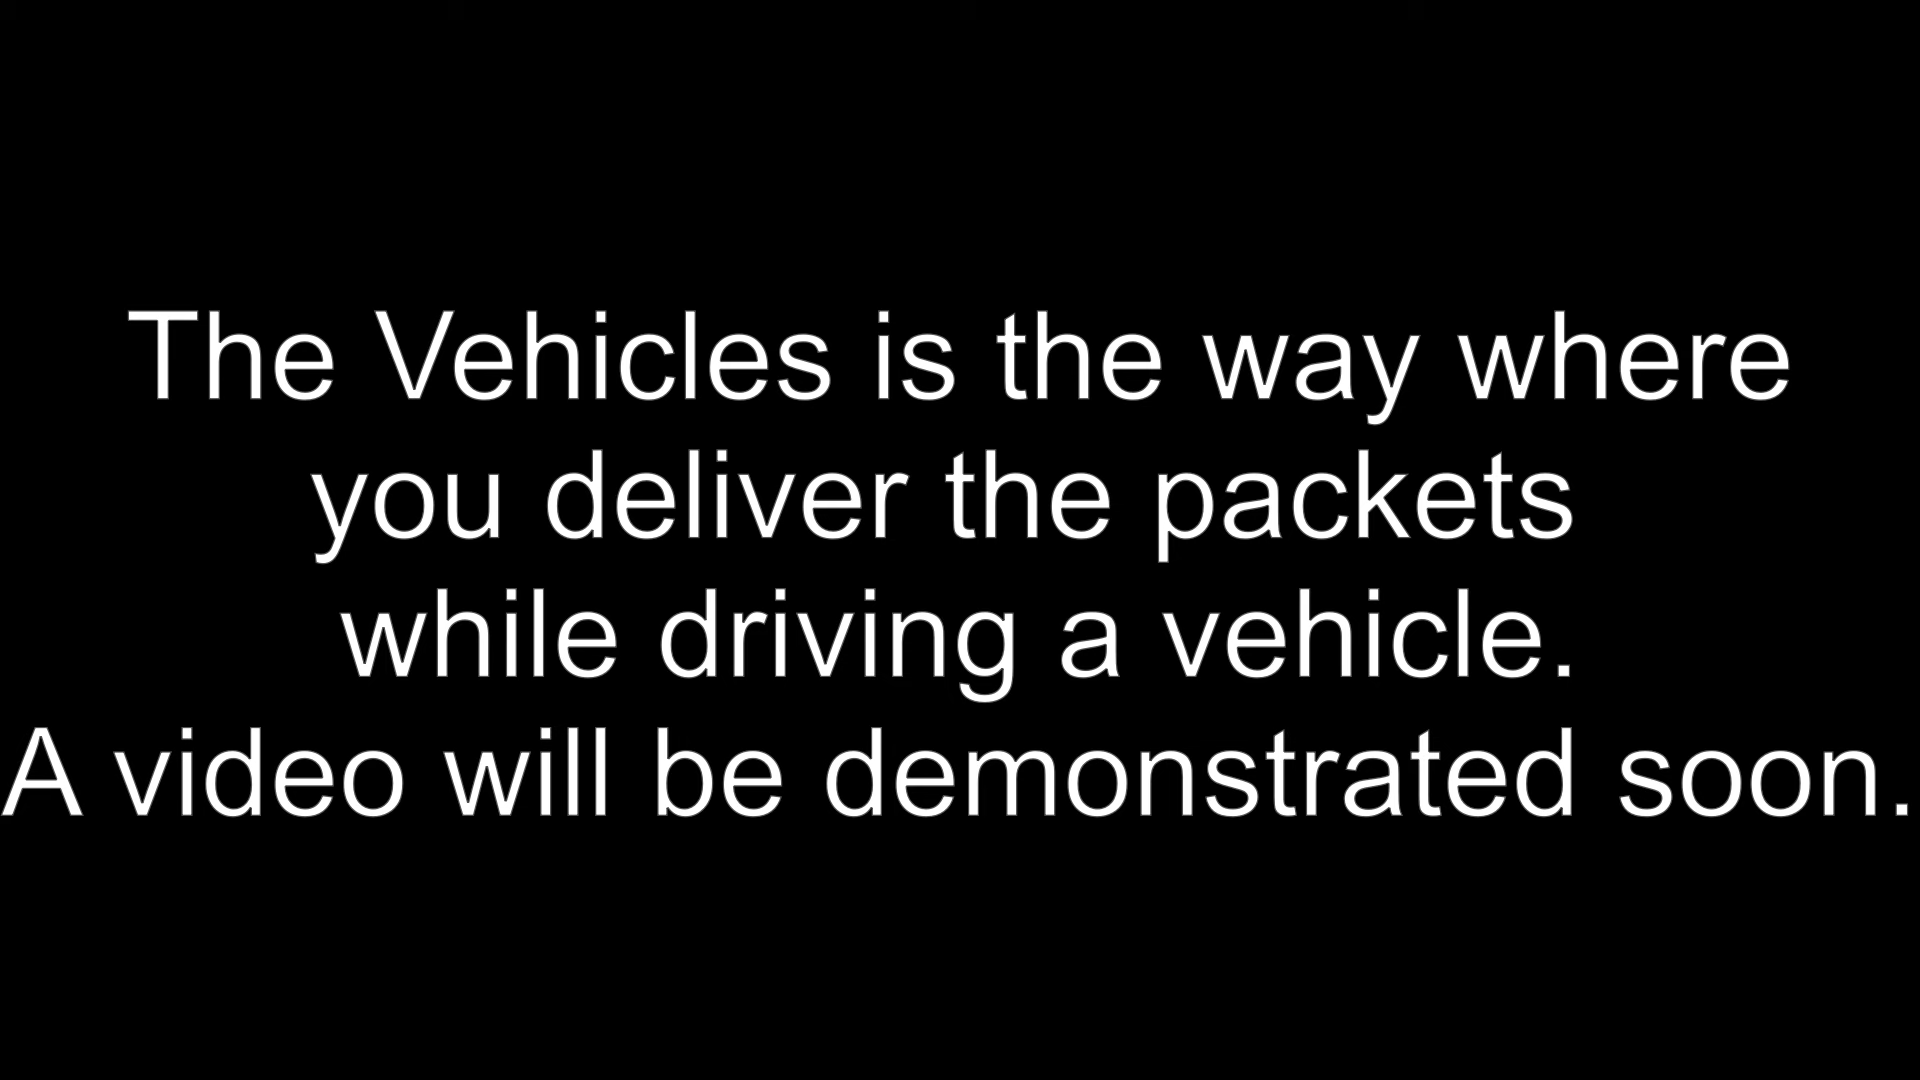 The Vehicles is the way where
you deliver the packets
while driving a vehicle.
A video will be demonstrated soon.